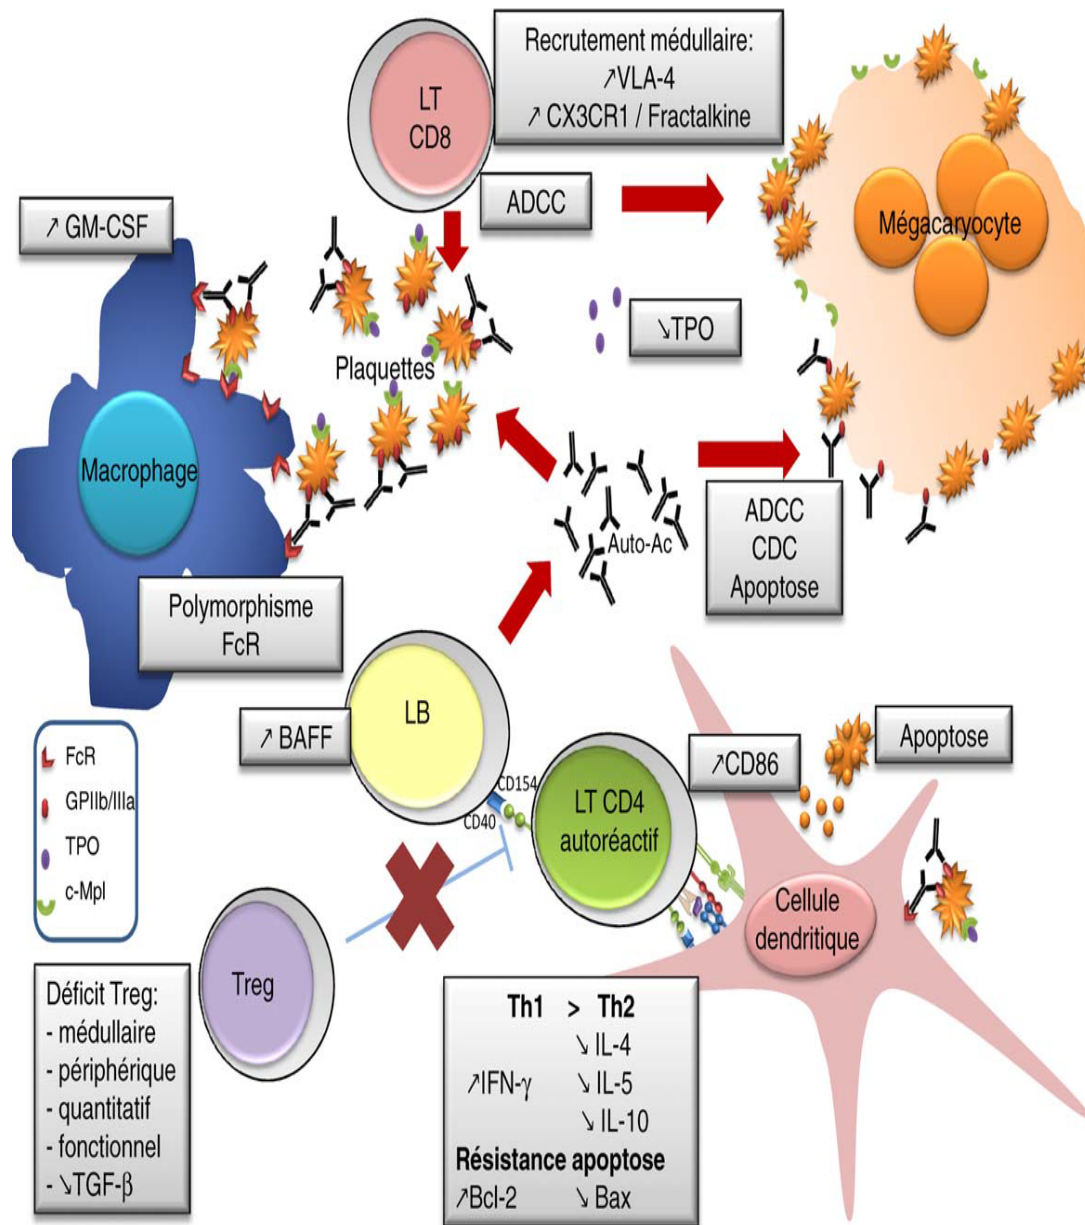 Recrutement médullaire:
↗VLA-4
↗ CX3CR1 / Fractalkine
LT
CD8
ADCC
↗ GM-CSF
Mégacaryocyte
↘TPO
Plaquettes
Macrophage
ADCC
CDC
Apoptose
Auto-Ac
Polymorphisme
FcR
LB
↗ BAFF
Apoptose
↗CD86
CD154
CD40
LT CD4
autoréactif
FcR
GPIIb/IIIa
TPO
c-Mpl
Cellule
dendritique
Treg
Déficit Treg:
- médullaire
- périphérique
- quantitatif
- fonctionnel
- ↘TGF-β
Th1 > Th2
↘ IL-4
↗IFN-γ ↘ IL-5
↘ IL-10
Résistance apoptose
↗Bcl-2 ↘ Bax